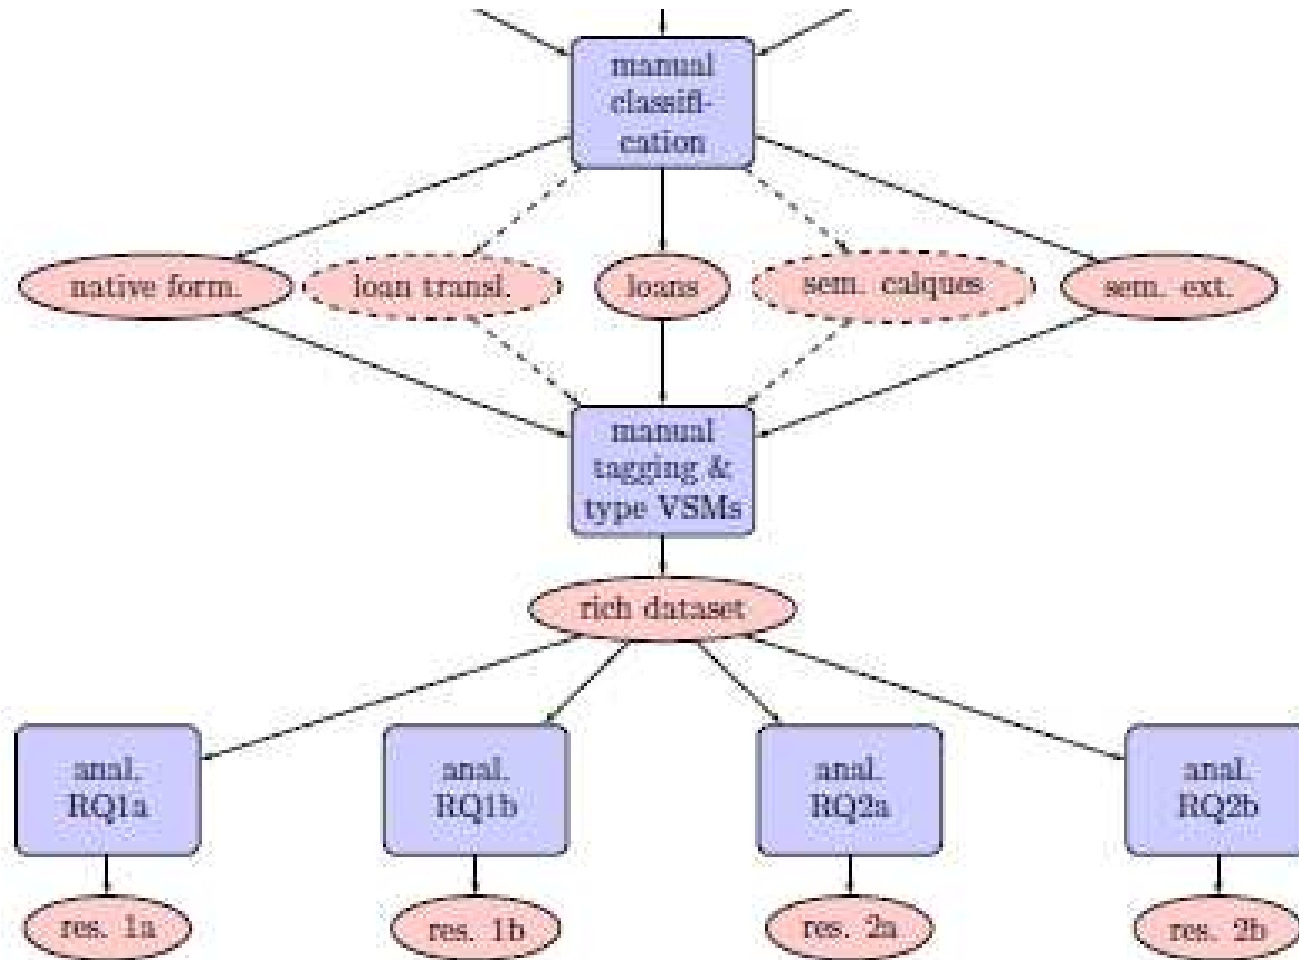 manual
classifi-
cation
native form.
loan transl.
loans
sem. calques
sem. ext.
manual
tagging &
type VSMs
rich dataset
anal.
RQ1a
anal.
RQ1b
anal.
RQ2a
anal.
RQ2b
res. 1a
res. 1b
res. 2a
res. 2b